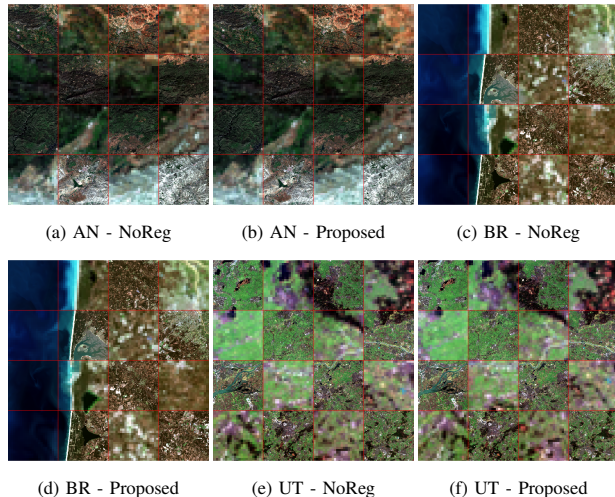 (a) AN - NoReg
(b) AN - Proposed
(c) BR - NoReg
(d) BR - Proposed
(e) UT - NoReg
(f) UT - Proposed